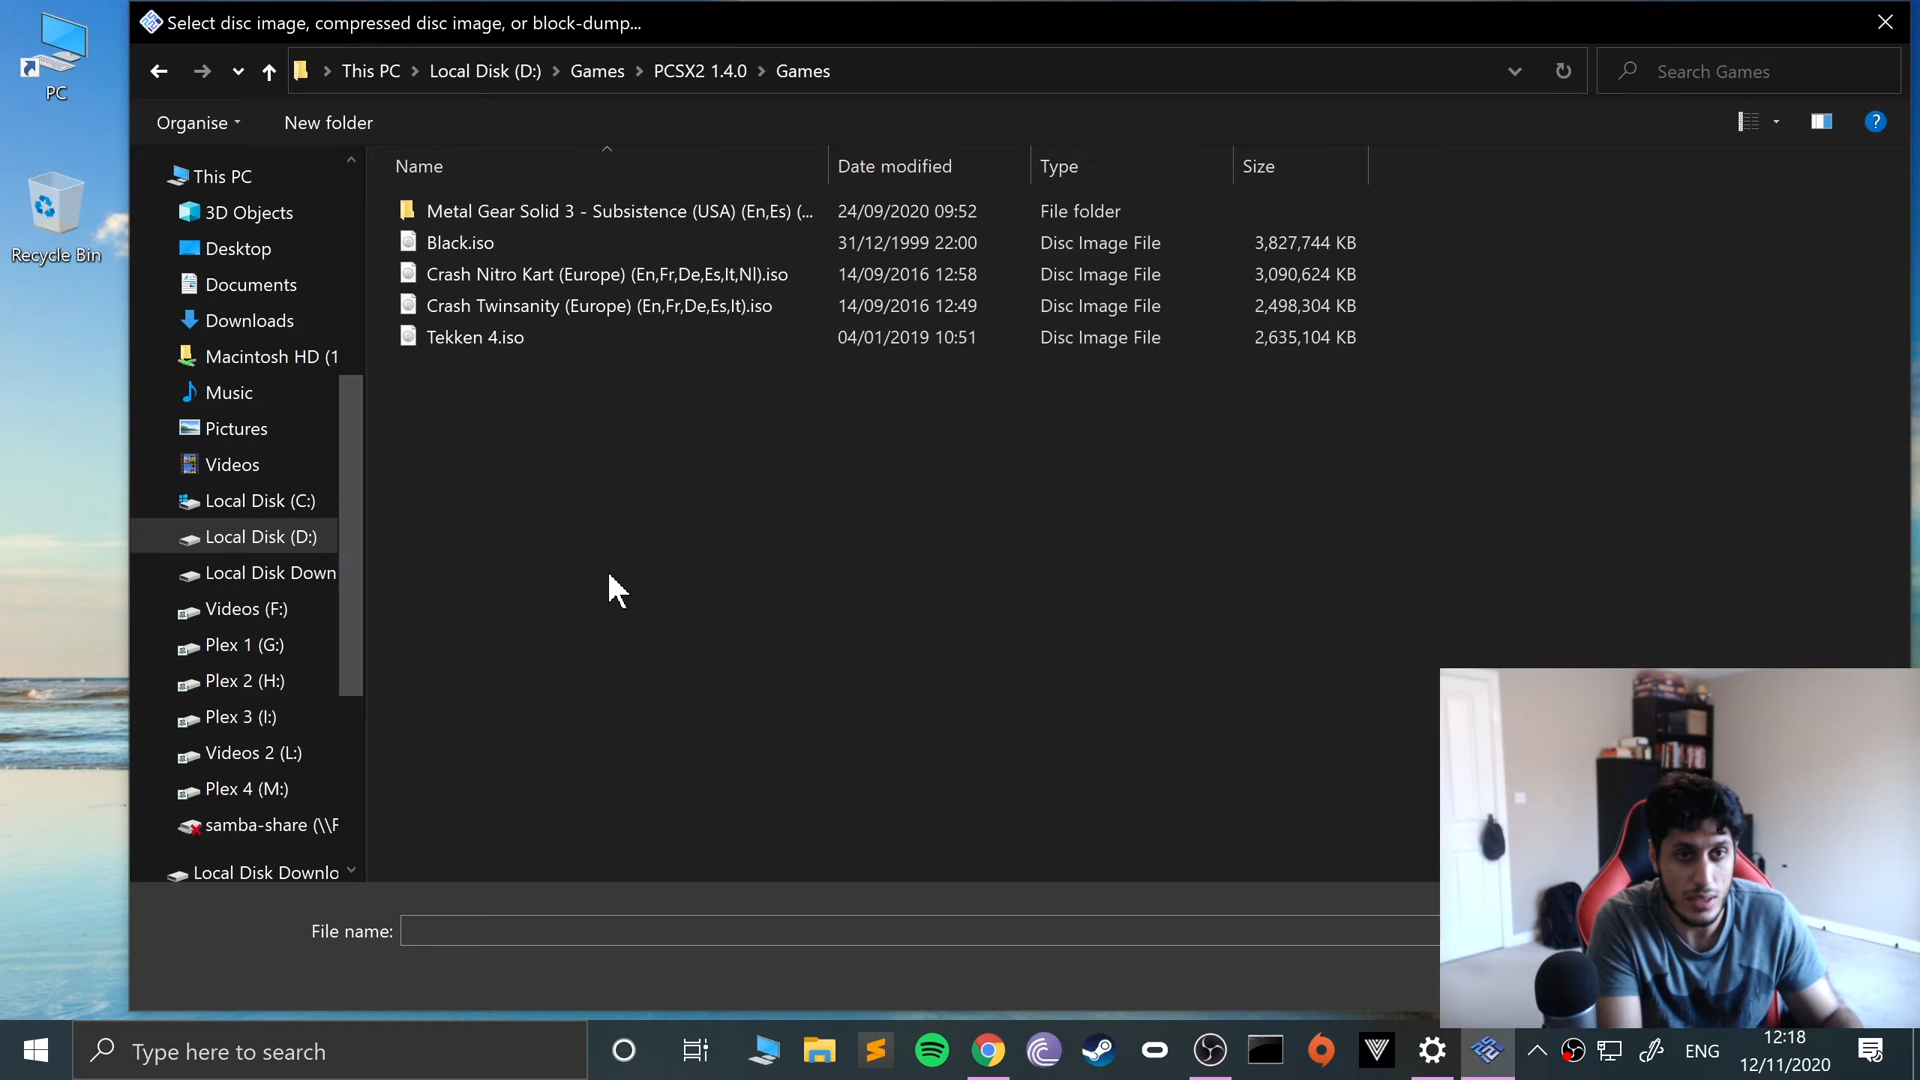 Select disc image, compressed disc image, or block-dump...
PC
Recycle Bin
This PC > Local Disk (D:) > Games > PCSX2 1.4.0 > Games
Search Games
Organise
New folder
Name
Date modified
Type
Size
Metal Gear Solid 3 - Subsistence (USA) (En,Es) (... 24/09/2020 09:52 File folder
Black.iso 31/12/1999 22:00 Disc Image File 3,827,744 KB
Crash Nitro Kart (Europe) (En,Fr,De,Es,It,Nl).iso 14/09/2016 12:58 Disc Image File 3,090,624 KB
Crash Twinsanity (Europe) (En,Fr,De,Es,It).iso 14/09/2016 12:49 Disc Image File 2,498,304 KB
Tekken 4.iso 04/01/2019 10:51 Disc Image File 2,635,104 KB
This PC
3D Objects
Desktop
Documents
Downloads
Macintosh HD (1
Music
Pictures
Videos
Local Disk (C:)
Local Disk (D:)
Local Disk Down
Videos (F:)
Plex 1 (G:)
Plex 2 (H:)
Plex 3 (I:)
Videos 2 (L:)
Plex 4 (M:)
samba-share (\\F
Local Disk Downlo
File name:
Type here to search
ENG
12:18
12/11/2020